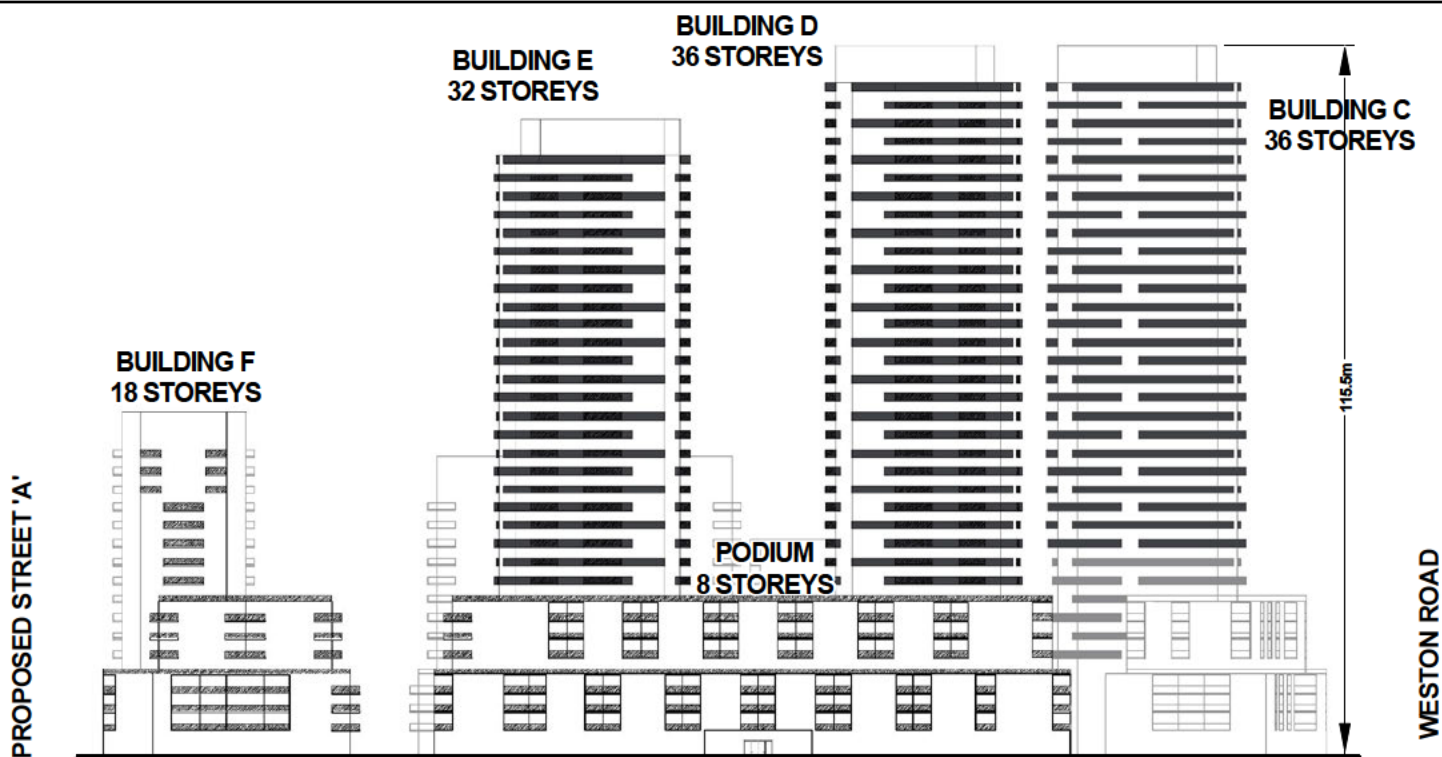 BUILDING D
36 STOREYS
BUILDING E
32 STOREYS
BUILDING C
36 STOREYS
115.5m
BUILDING F
18 STOREYS
PODIUM
8 STOREYS
PROPOSED STREET 'A'
WESTON ROAD